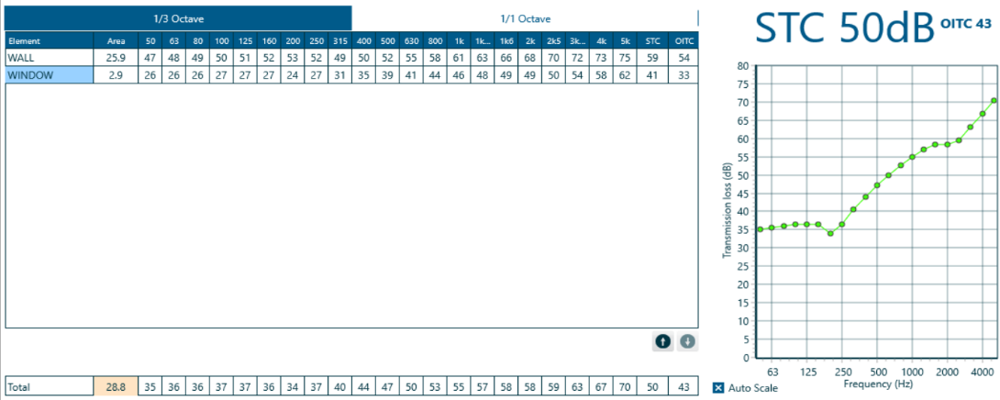 1/3 Octave 1/1 Octave
Element Area 50 63 80 100 125 160 200 250 315 400 500 630 800 1k 1k... 1k6 2k 2k5 3k... 4k 5k STC OITC
WALL 25.9 47 48 49 50 51 52 53 52 49 50 52 55 58 61 63 66 68 70 72 73 75 59 54
WINDOW 2.9 26 26 26 27 27 27 24 27 31 35 39 41 44 46 48 49 49 50 54 58 62 41 33
Total 28.8 35 36 36 37 37 36 34 37 40 44 47 50 53 55 57 58 58 59 63 67 70 50 43
STC 50dB OITC 43
80
75
70
65
60
55
50
45
40
35
30
25
20
15
10
5
0
Transmission loss (dB)
63 125 250 500 1000 2000 4000
Frequency (Hz)
Auto Scale